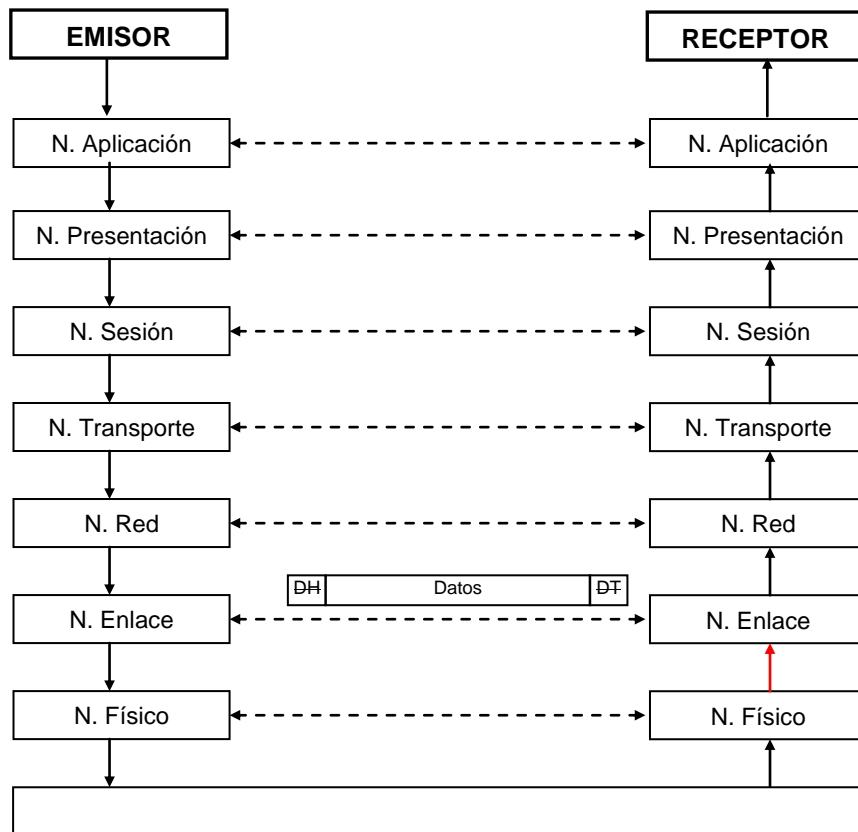 EMISOR RECEPTOR
N. Aplicación N. Aplicación
N. Presentación N. Presentación
N. Sesión N. Sesión
N. Transporte N. Transporte
N. Red N. Red
DH Datos DT
N. Enlace N. Enlace
N. Físico N. Físico